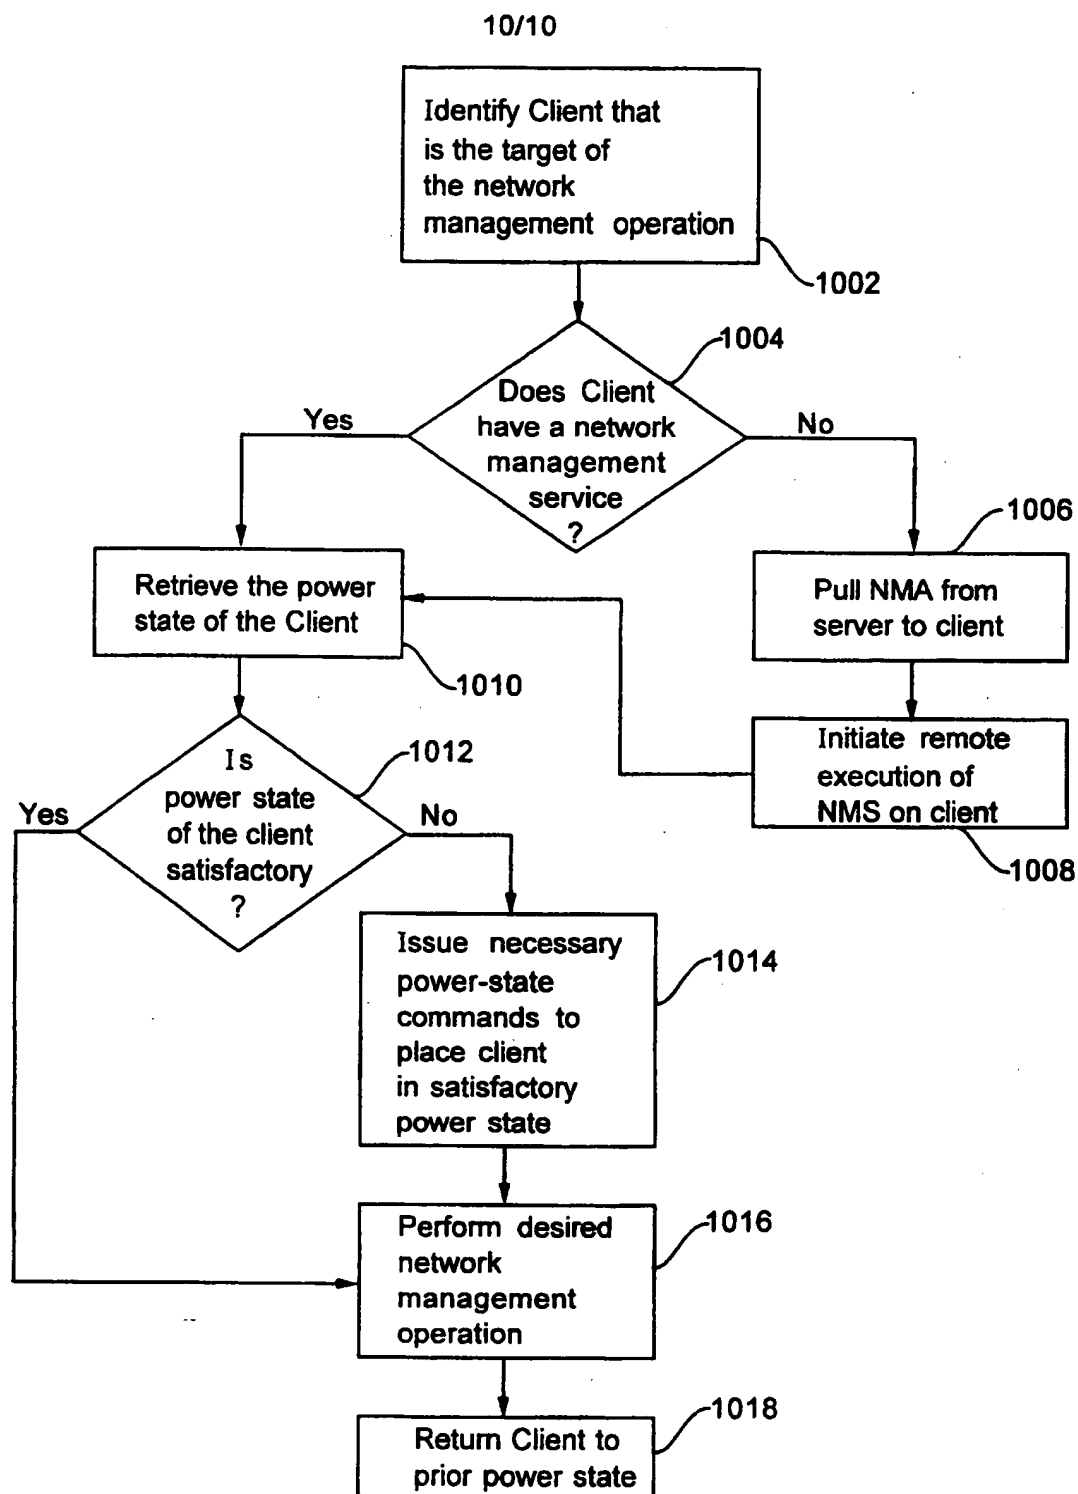 10/10
Identify Client that
is the target of
the network
management operation
1002
1004
Does Client
have a network
management
service
?
Yes
No
1006
Pull NMA from
server to client
Retrieve the power
state of the Client
1010
Initiate remote
execution of
NMS on client
1008
1012
Is
power state
of the client
satisfactory
?
Yes
No
Issue necessary
power-state
commands to
place client
in satisfactory
power state
1014
Perform desired
network
management
operation
1016
1018
Return Client to
prior power state